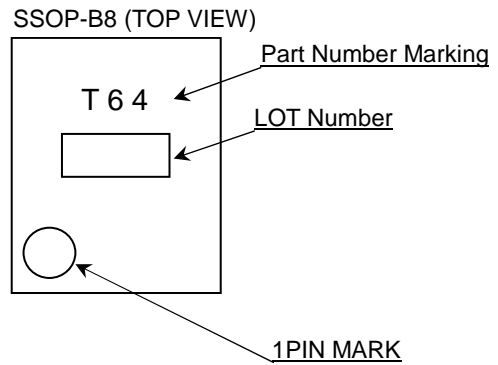 SSOP-B8 (TOP VIEW)
Part Number Marking
T 6 4
LOT Number
1PIN MARK